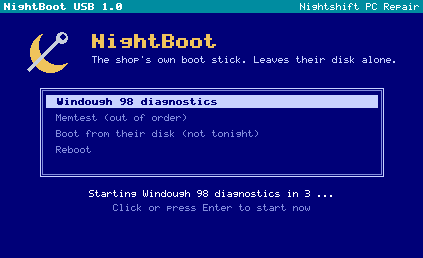 NightBoot USB 1.0
Nightshift PC Repair
NightBoot
The shop's own boot stick. Leaves their disk alone.
Windough 98 diagnostics
Memtest (out of order)
Boot from their disk (not tonight)
Reboot
Starting Windough 98 diagnostics in 3 ...
Click or press Enter to start now